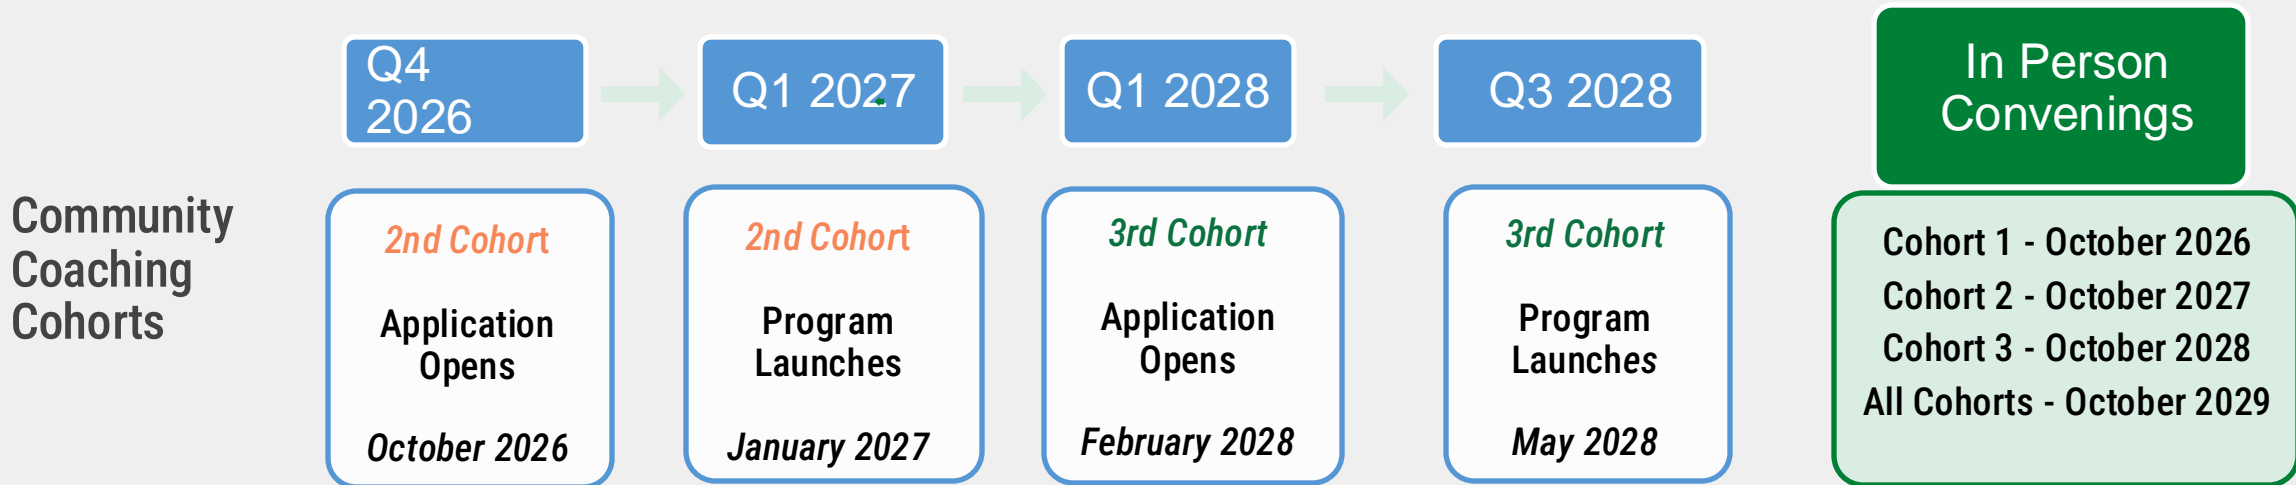 Q4
2026
Q1 2027
Q1 2028
Q3 2028
In Person
Convenings
Community
Coaching
Cohorts
2nd Cohort
Application
Opens
October 2026
2nd Cohort
Program
Launches
January 2027
3rd Cohort
Application
Opens
February 2028
3rd Cohort
Program
Launches
May 2028
Cohort 1 - October 2026
Cohort 2 - October 2027
Cohort 3 - October 2028
All Cohorts - October 2029